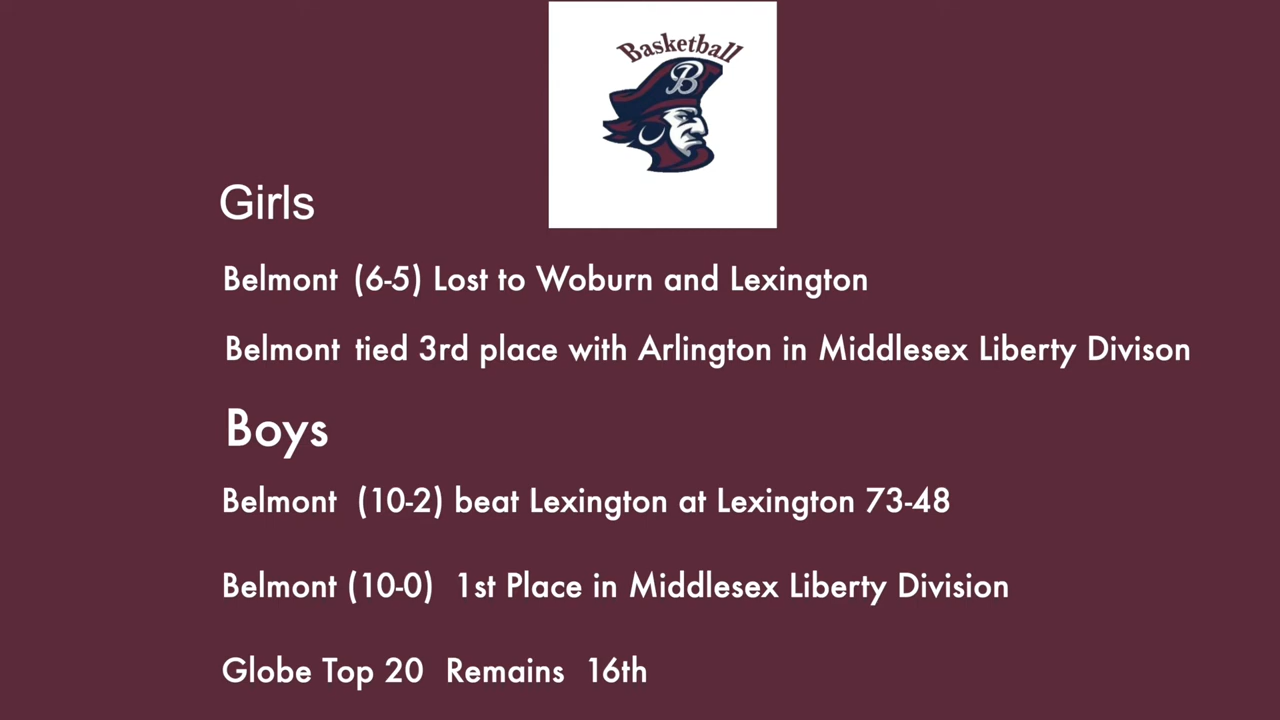 Basketball
B
Girls
Belmont (6-5) Lost to Woburn and Lexington
Belmont tied 3rd place with Arlington in Middlesex Liberty Divison
Boys
Belmont (10-2) beat Lexington at Lexington 73-48
Belmont (10-0) 1st Place in Middlesex Liberty Division
Globe Top 20 Remains 16th